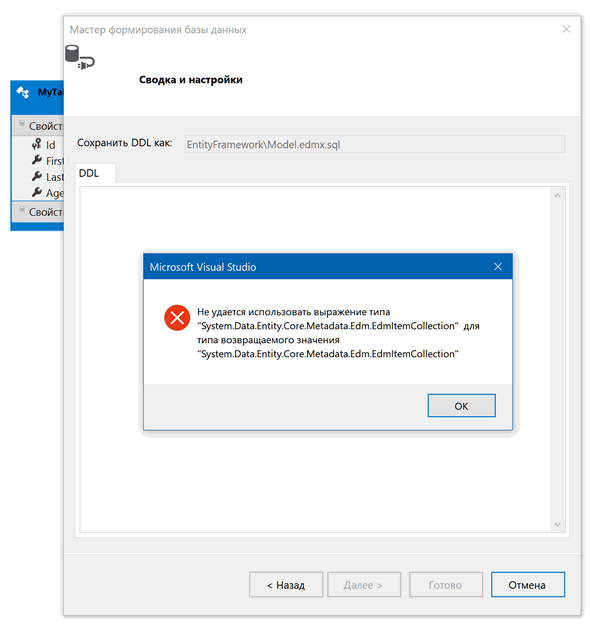 Мастер формирования базы данных
Сводка и настройки
MyTa
Свойст
Id
First
Last
Age
Свойст
Сохранить DDL как:
EntityFramework\Model.edmx.sql
DDL
Microsoft Visual Studio
Не удается использовать выражение типа
"System.Data.Entity.Core.Metadata.Edm.EdmItemCollection" для
типа возвращаемого значения
"System.Data.Entity.Core.Metadata.Edm.EdmItemCollection"
ОК
< Назад
Далее >
Готово
Отмена